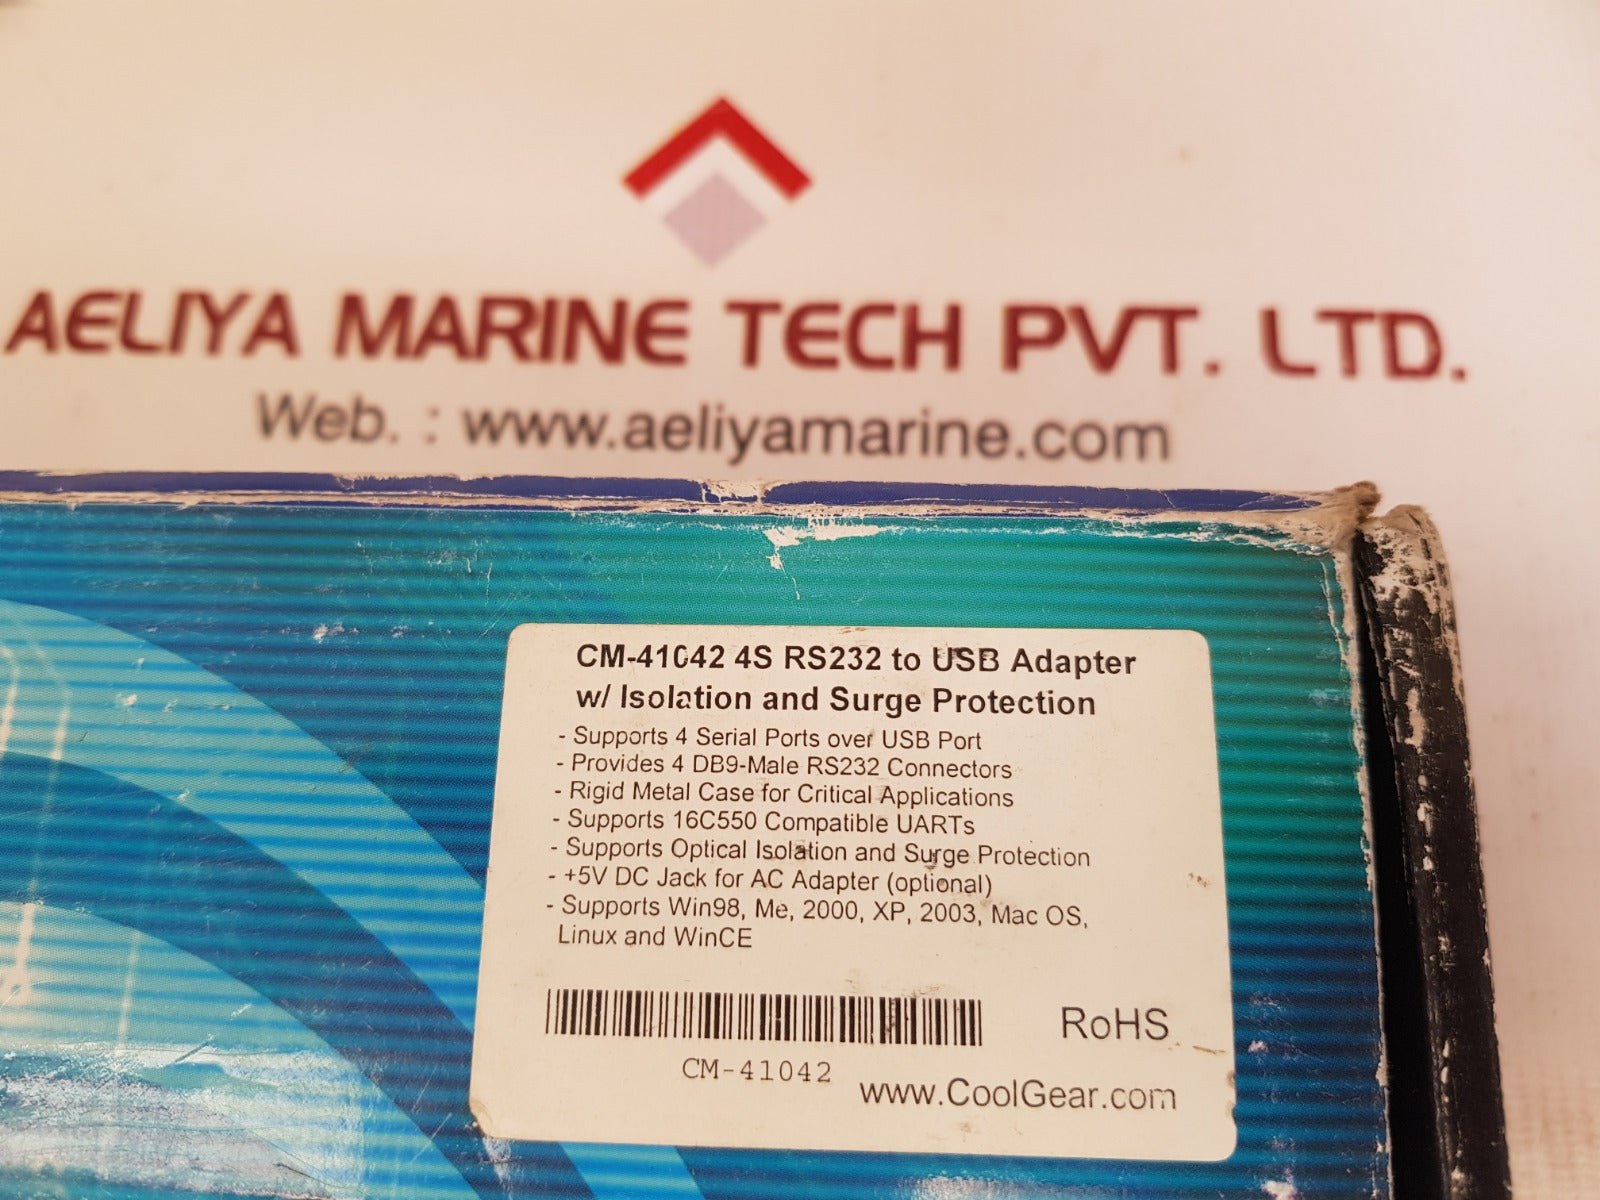 AELIYA MARINE TECH PVT. LTD.
Web. : www.aeliyamarine.com
CM-41042 4S RS232 to USB Adapter
w/ Isolation and Surge Protection
- Supports 4 Serial Ports over USB Port
- Provides 4 DB9-Male RS232 Connectors
- Rigid Metal Case for Critical Applications
- Supports 16C550 Compatible UARTs
- Supports Optical Isolation and Surge Protection
- +5V DC Jack for AC Adapter (optional)
- Supports Win98, Me, 2000, XP, 2003, Mac OS,
Linux and WinCE
RoHS
CM-41042
www.CoolGear.com